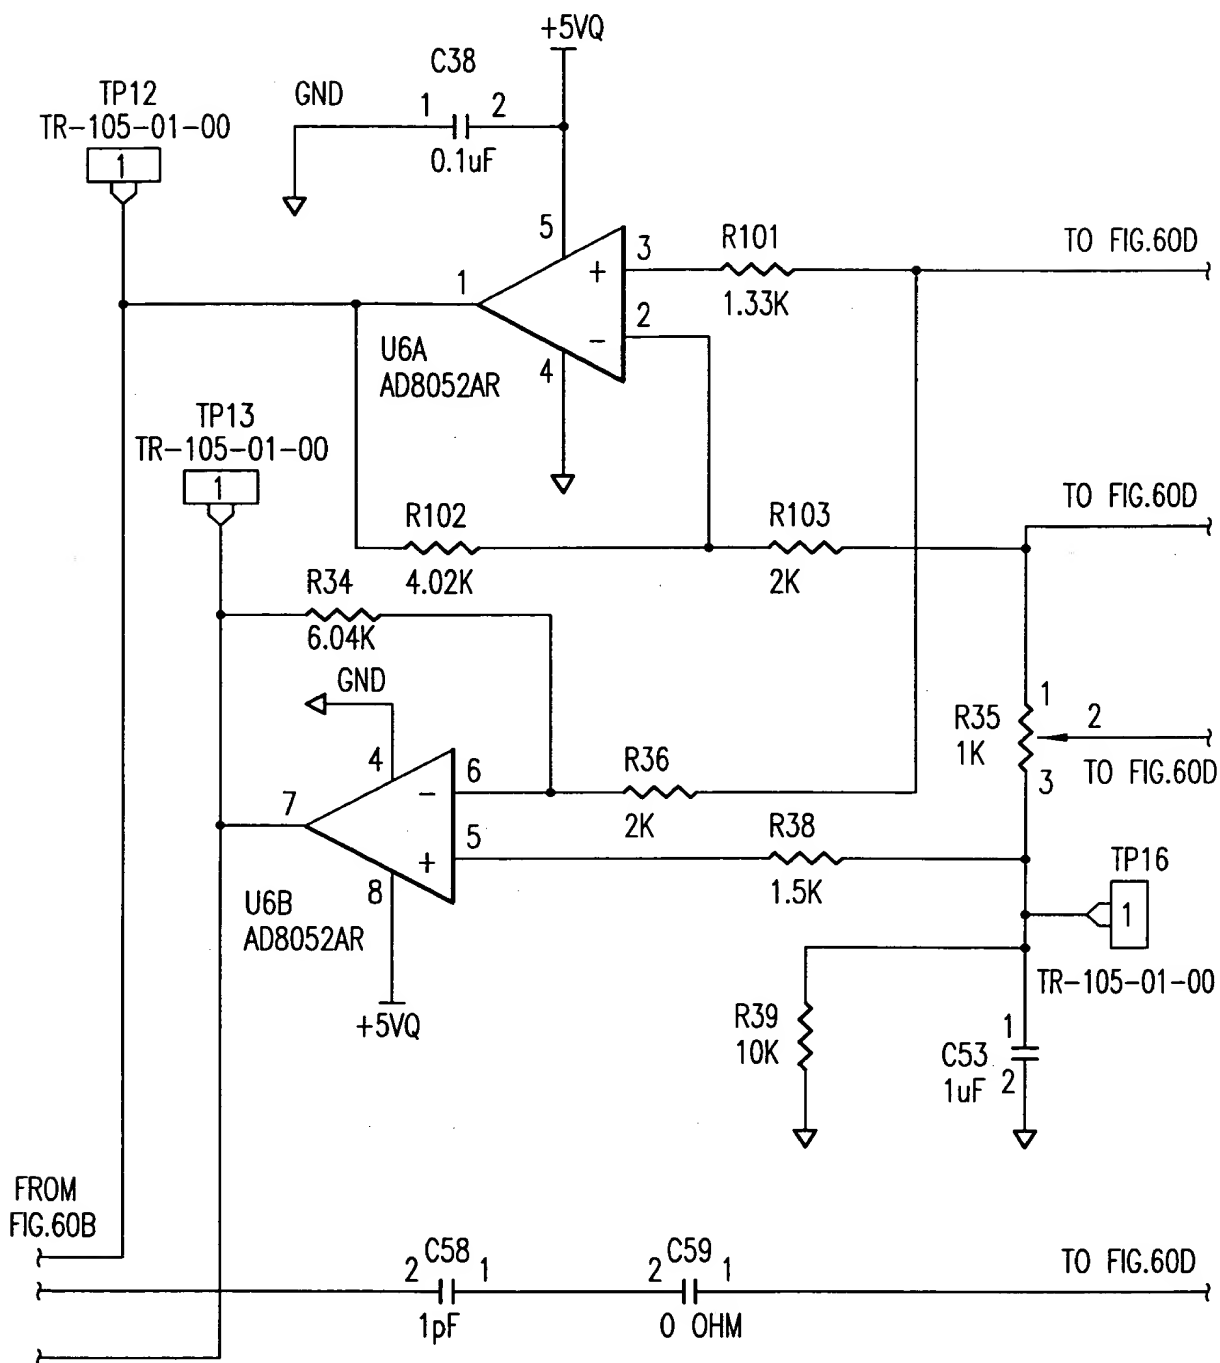 +5VQ
C38
GND
1
2
0.1uF
TP12
TR-105-01-00
1
5
3
R101
1.33K
TO FIG.60D
1
+
2
-
U6A
AD8052AR
4
TP13
TR-105-01-00
1
R102
4.02K
R103
2K
TO FIG.60D
R34
6.04K
GND
4
6
-
7
5
+
8
U6B
AD8052AR
+5VQ
R36
2K
R38
1.5K
R35
1K
1
2
3
TO FIG.60D
TP16
1
TR-105-01-00
R39
10K
C53
1uF
1
2
FROM
FIG.60B
2
C58
1
1pF
2
C59
1
0 OHM
TO FIG.60D